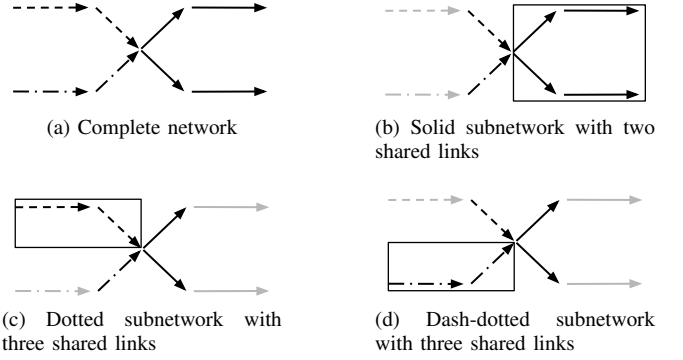 (a) Complete network
(b) Solid subnetwork with two
shared links
(c) Dotted subnetwork with
three shared links
(d) Dash-dotted subnetwork
with three shared links